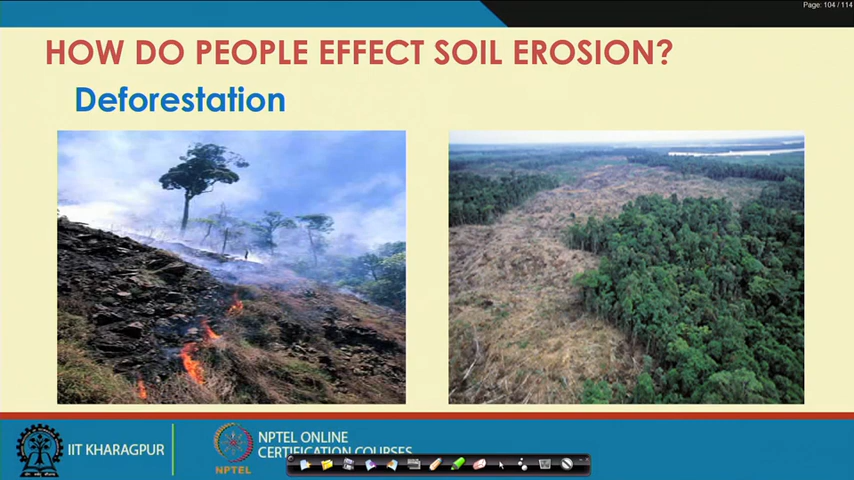 Page: 104 / 114
HOW DO PEOPLE EFFECT SOIL EROSION?
Deforestation
IIT KHARAGPUR
NPTEL
NPTEL ONLINE
CERTIFICATION COURSES